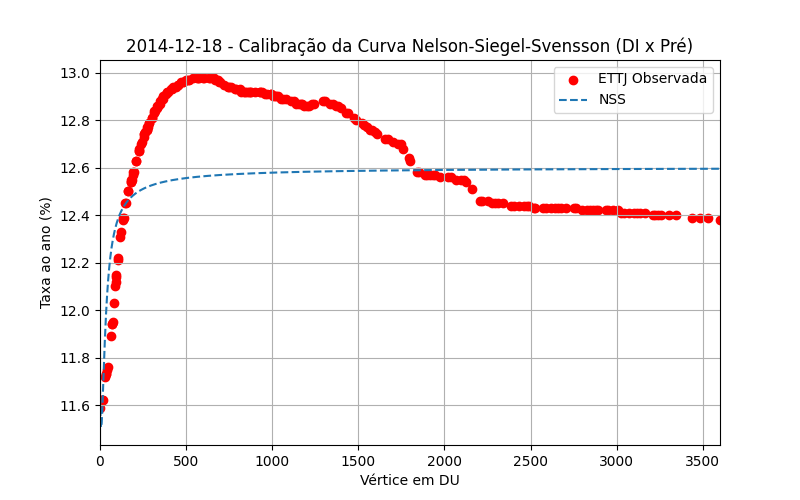 2014-12-18 - Calibração da Curva Nelson-Siegel-Svensson (DI x Pré)
ETTJ Observada
NSS
Taxa ao ano (%)
13.0
12.8
12.6
12.4
12.2
12.0
11.8
11.6
0 500 1000 1500 2000 2500 3000 3500
Vértice em DU